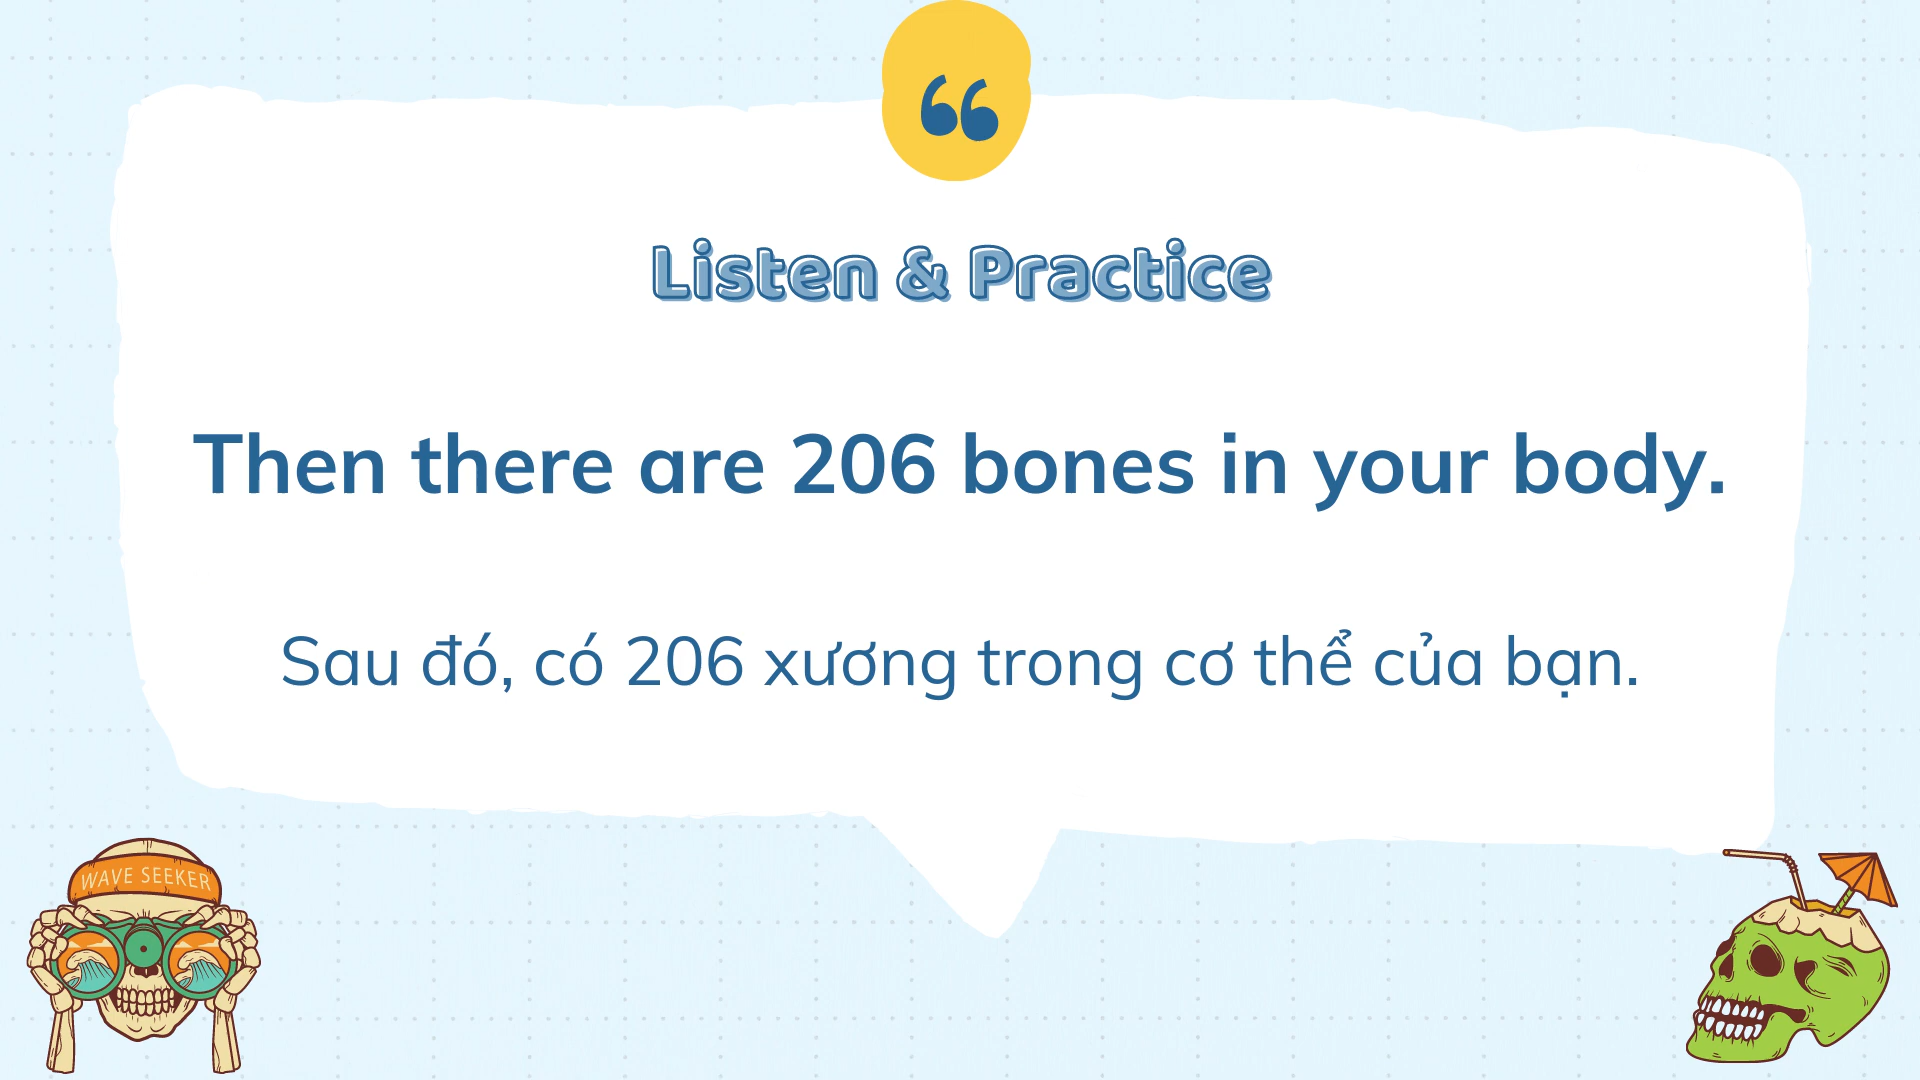 “
Listen & Practice
Then there are 206 bones in your body.
Sau đó, có 206 xương trong cơ thể của bạn.
WAVE SEEKER